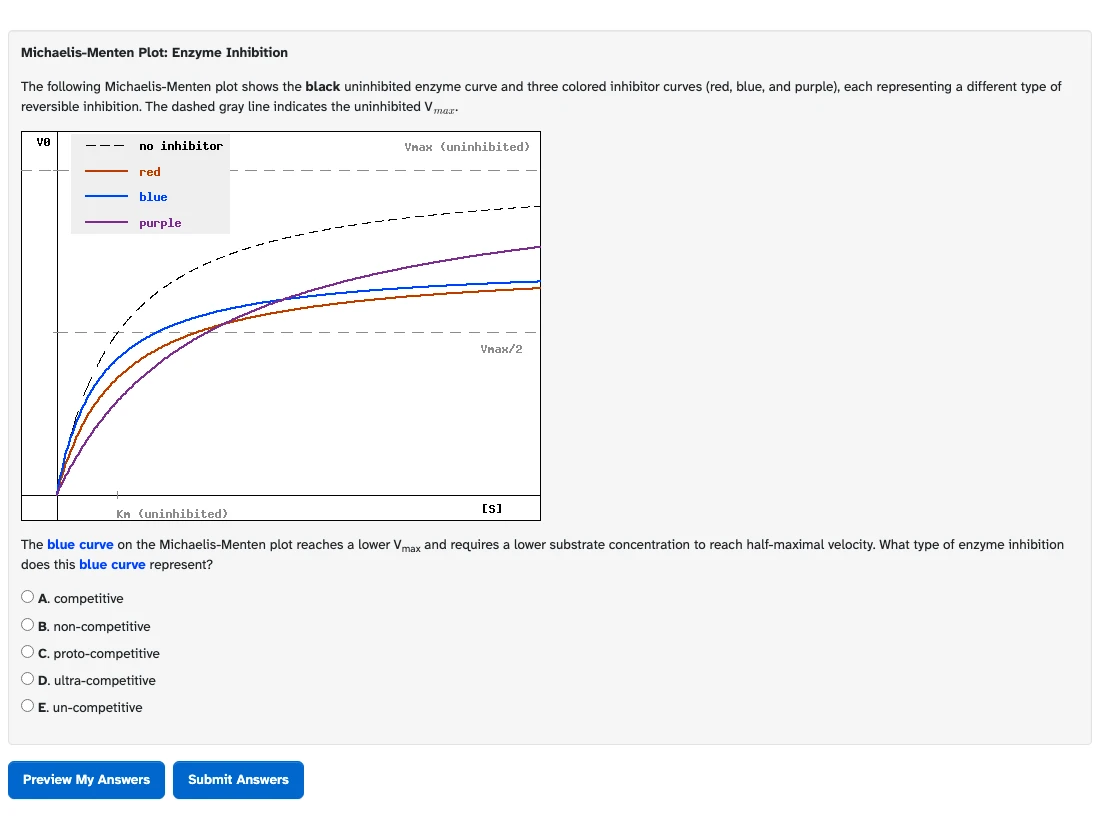 Michaelis-Menten Plot: Enzyme Inhibition
The following Michaelis-Menten plot shows the black uninhibited enzyme curve and three colored inhibitor curves (red, blue, and purple), each representing a different type of
reversible inhibition. The dashed gray line indicates the uninhibited Vmax.
V0
no inhibitor
Vmax (uninhibited)
red
blue
purple
Vmax/2
Km (uninhibited)
[S]
The blue curve on the Michaelis-Menten plot reaches a lower Vmax and requires a lower substrate concentration to reach half-maximal velocity. What type of enzyme inhibition
does this blue curve represent?
A. competitive
B. non-competitive
C. proto-competitive
D. ultra-competitive
E. un-competitive
Preview My Answers
Submit Answers